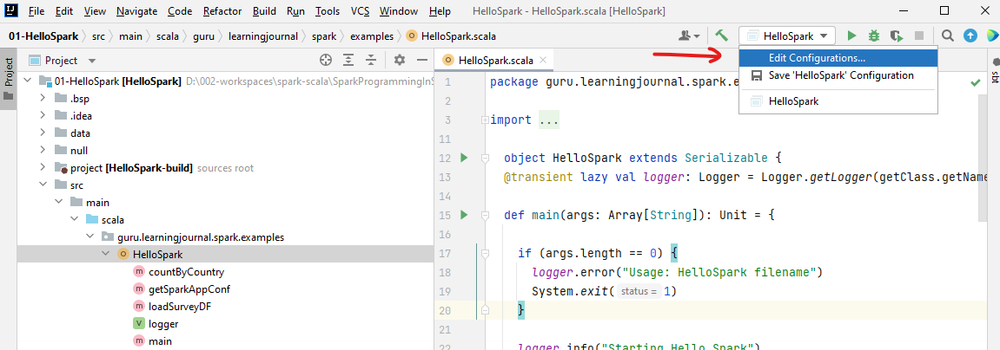 IJ File Edit View Navigate Code Refactor Build Run Tools VCS Window Help HelloSpark - HelloSpark.scala [HelloSpark]
01-HelloSpark src main scala guru learningjournal spark examples HelloSpark.scala HelloSpark
Project Project HelloSpark.scala Edit Configurations...
Save 'HelloSpark' Configuration
HelloSpark
sbt
01-HelloSpark [HelloSpark] D:\002-workspaces\spark-scala\SparkProgrammingInS
.bsp
.idea
data
null
project [HelloSpark-build] sources root
src
main
scala
guru.learningjournal.spark.examples
HelloSpark
countByCountry
getSparkAppConf
loadSurveyDF
logger
main
1 package guru.learningjournal.spark.e
2
3 import ...
11
12 object HelloSpark extends Serializable {
13 @transient lazy val logger: Logger = Logger.getLogger(getClass.getName
14
15 def main(args: Array[String]): Unit = {
16
17 if (args.length == 0) {
18 logger.error("Usage: HelloSpark filename")
19 System.exit( status = 1)
20 }
21
22 logger.info("Starting Hello Spark")